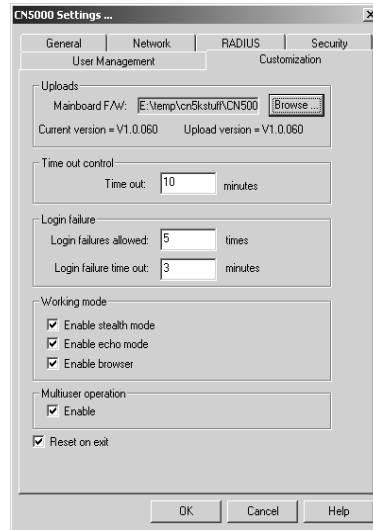 CN5000 Settings ...
General Network RADIUS Security
User Management Customization
Uploads
Mainboard F/W: E:\temp\cn5kstuff\CN500 Browse ...
Current version = V1.0.060 Upload version = V1.0.060
Time out control
Time out: 10 minutes
Login failure
Login failures allowed: 5 times
Login failure time out: 3 minutes
Working mode
Enable stealth mode
Enable echo mode
Enable browser
Multiuser operation
Enable
Reset on exit
OK Cancel Help